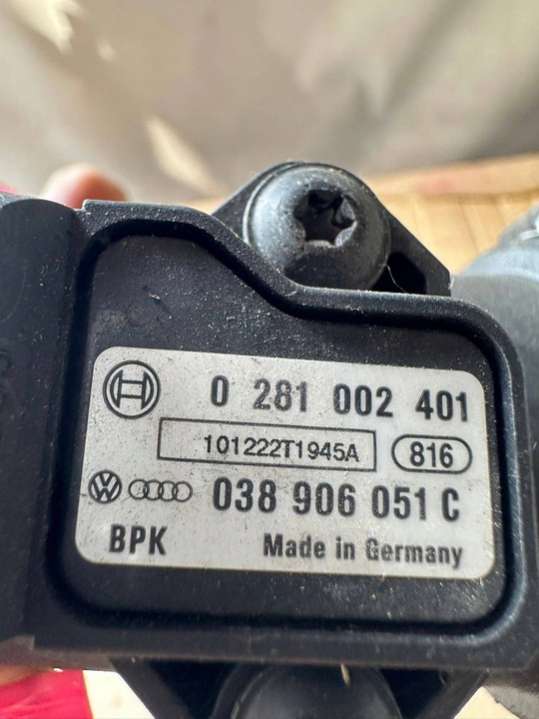 0 281 002 401
101222T1945A 816
038 906 051 C
BPK Made in Germany